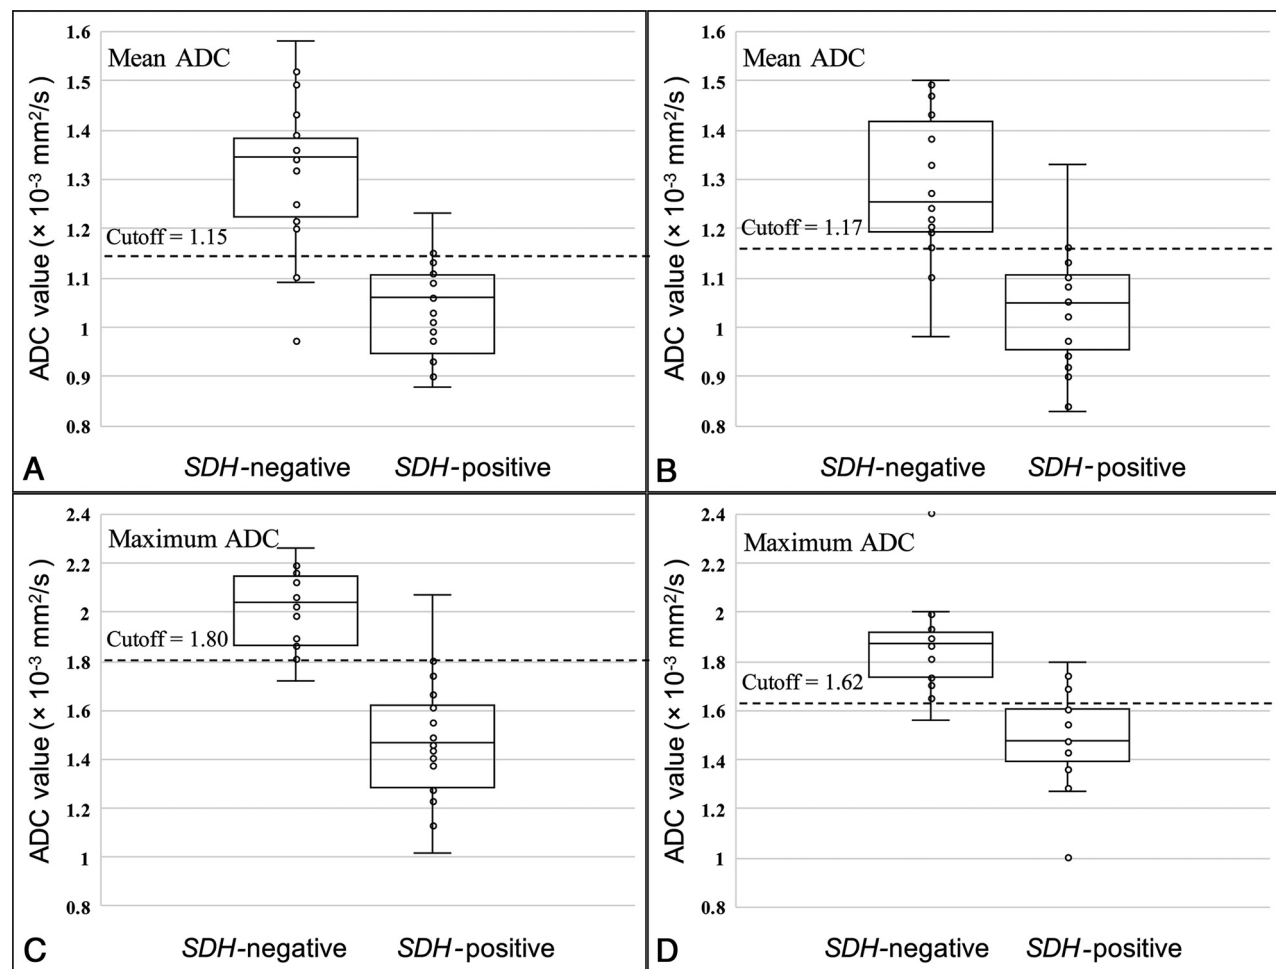 1.6
Mean ADC
1.5
1.4
1.3
1.2
Cutoff = 1.15
1.1
1
0.9
0.8
ADC value (× 10⁻³ mm²/s )
A
SDH-negative
SDH-positive
1.6
Mean ADC
1.5
1.4
1.3
1.2
Cutoff = 1.17
1.1
1
0.9
0.8
ADC value (× 10⁻³ mm²/s )
B
SDH-negative
SDH-positive
2.4
Maximum ADC
2.2
2
Cutoff = 1.80
1.8
1.6
1.4
1.2
1
0.8
ADC value (× 10⁻³ mm²/s )
C
SDH-negative
SDH-positive
2.4
Maximum ADC
2.2
2
1.8
Cutoff = 1.62
1.6
1.4
1.2
1
0.8
ADC value (× 10⁻³ mm²/s )
D
SDH-negative
SDH-positive